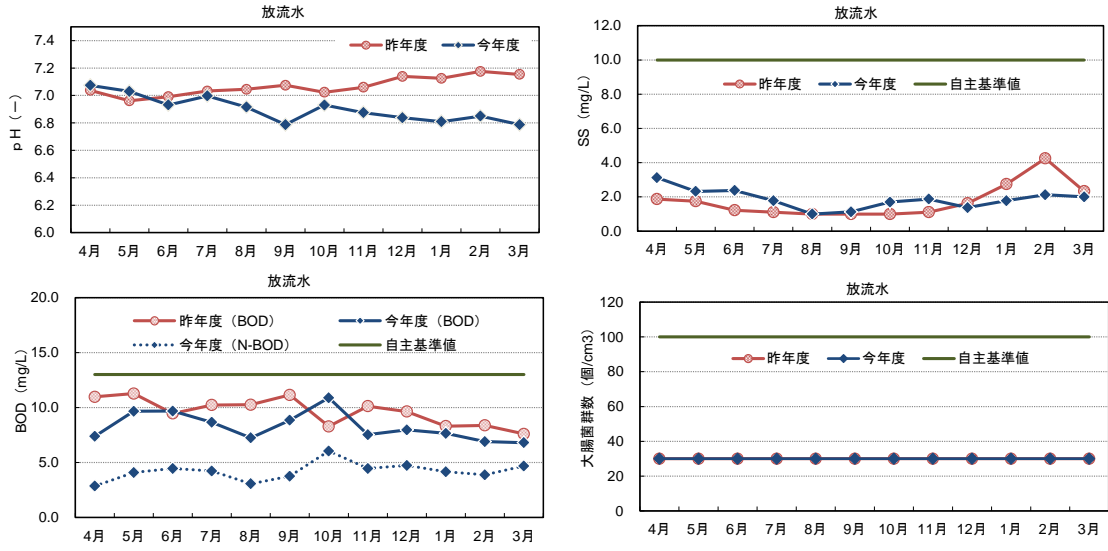 放流水
pH(-)
7.4
7.2
7.0
6.8
6.6
6.4
6.2
6.0
昨年度 今年度
4月 5月 6月 7月 8月 9月 10月 11月 12月 1月 2月 3月
放流水
SS(mg/L)
12.0
10.0
8.0
6.0
4.0
2.0
0.0
昨年度 今年度 自主基準値
4月 5月 6月 7月 8月 9月 10月 11月 12月 1月 2月 3月
放流水
BOD(mg/L)
20.0
15.0
10.0
5.0
0.0
昨年度(BOD) 今年度(BOD)
今年度(N-BOD) 自主基準値
4月 5月 6月 7月 8月 9月 10月 11月 12月 1月 2月 3月
放流水
大腸菌群数(個/cm3)
120
100
80
60
40
20
0
昨年度 今年度 自主基準値
4月 5月 6月 7月 8月 9月 10月 11月 12月 1月 2月 3月